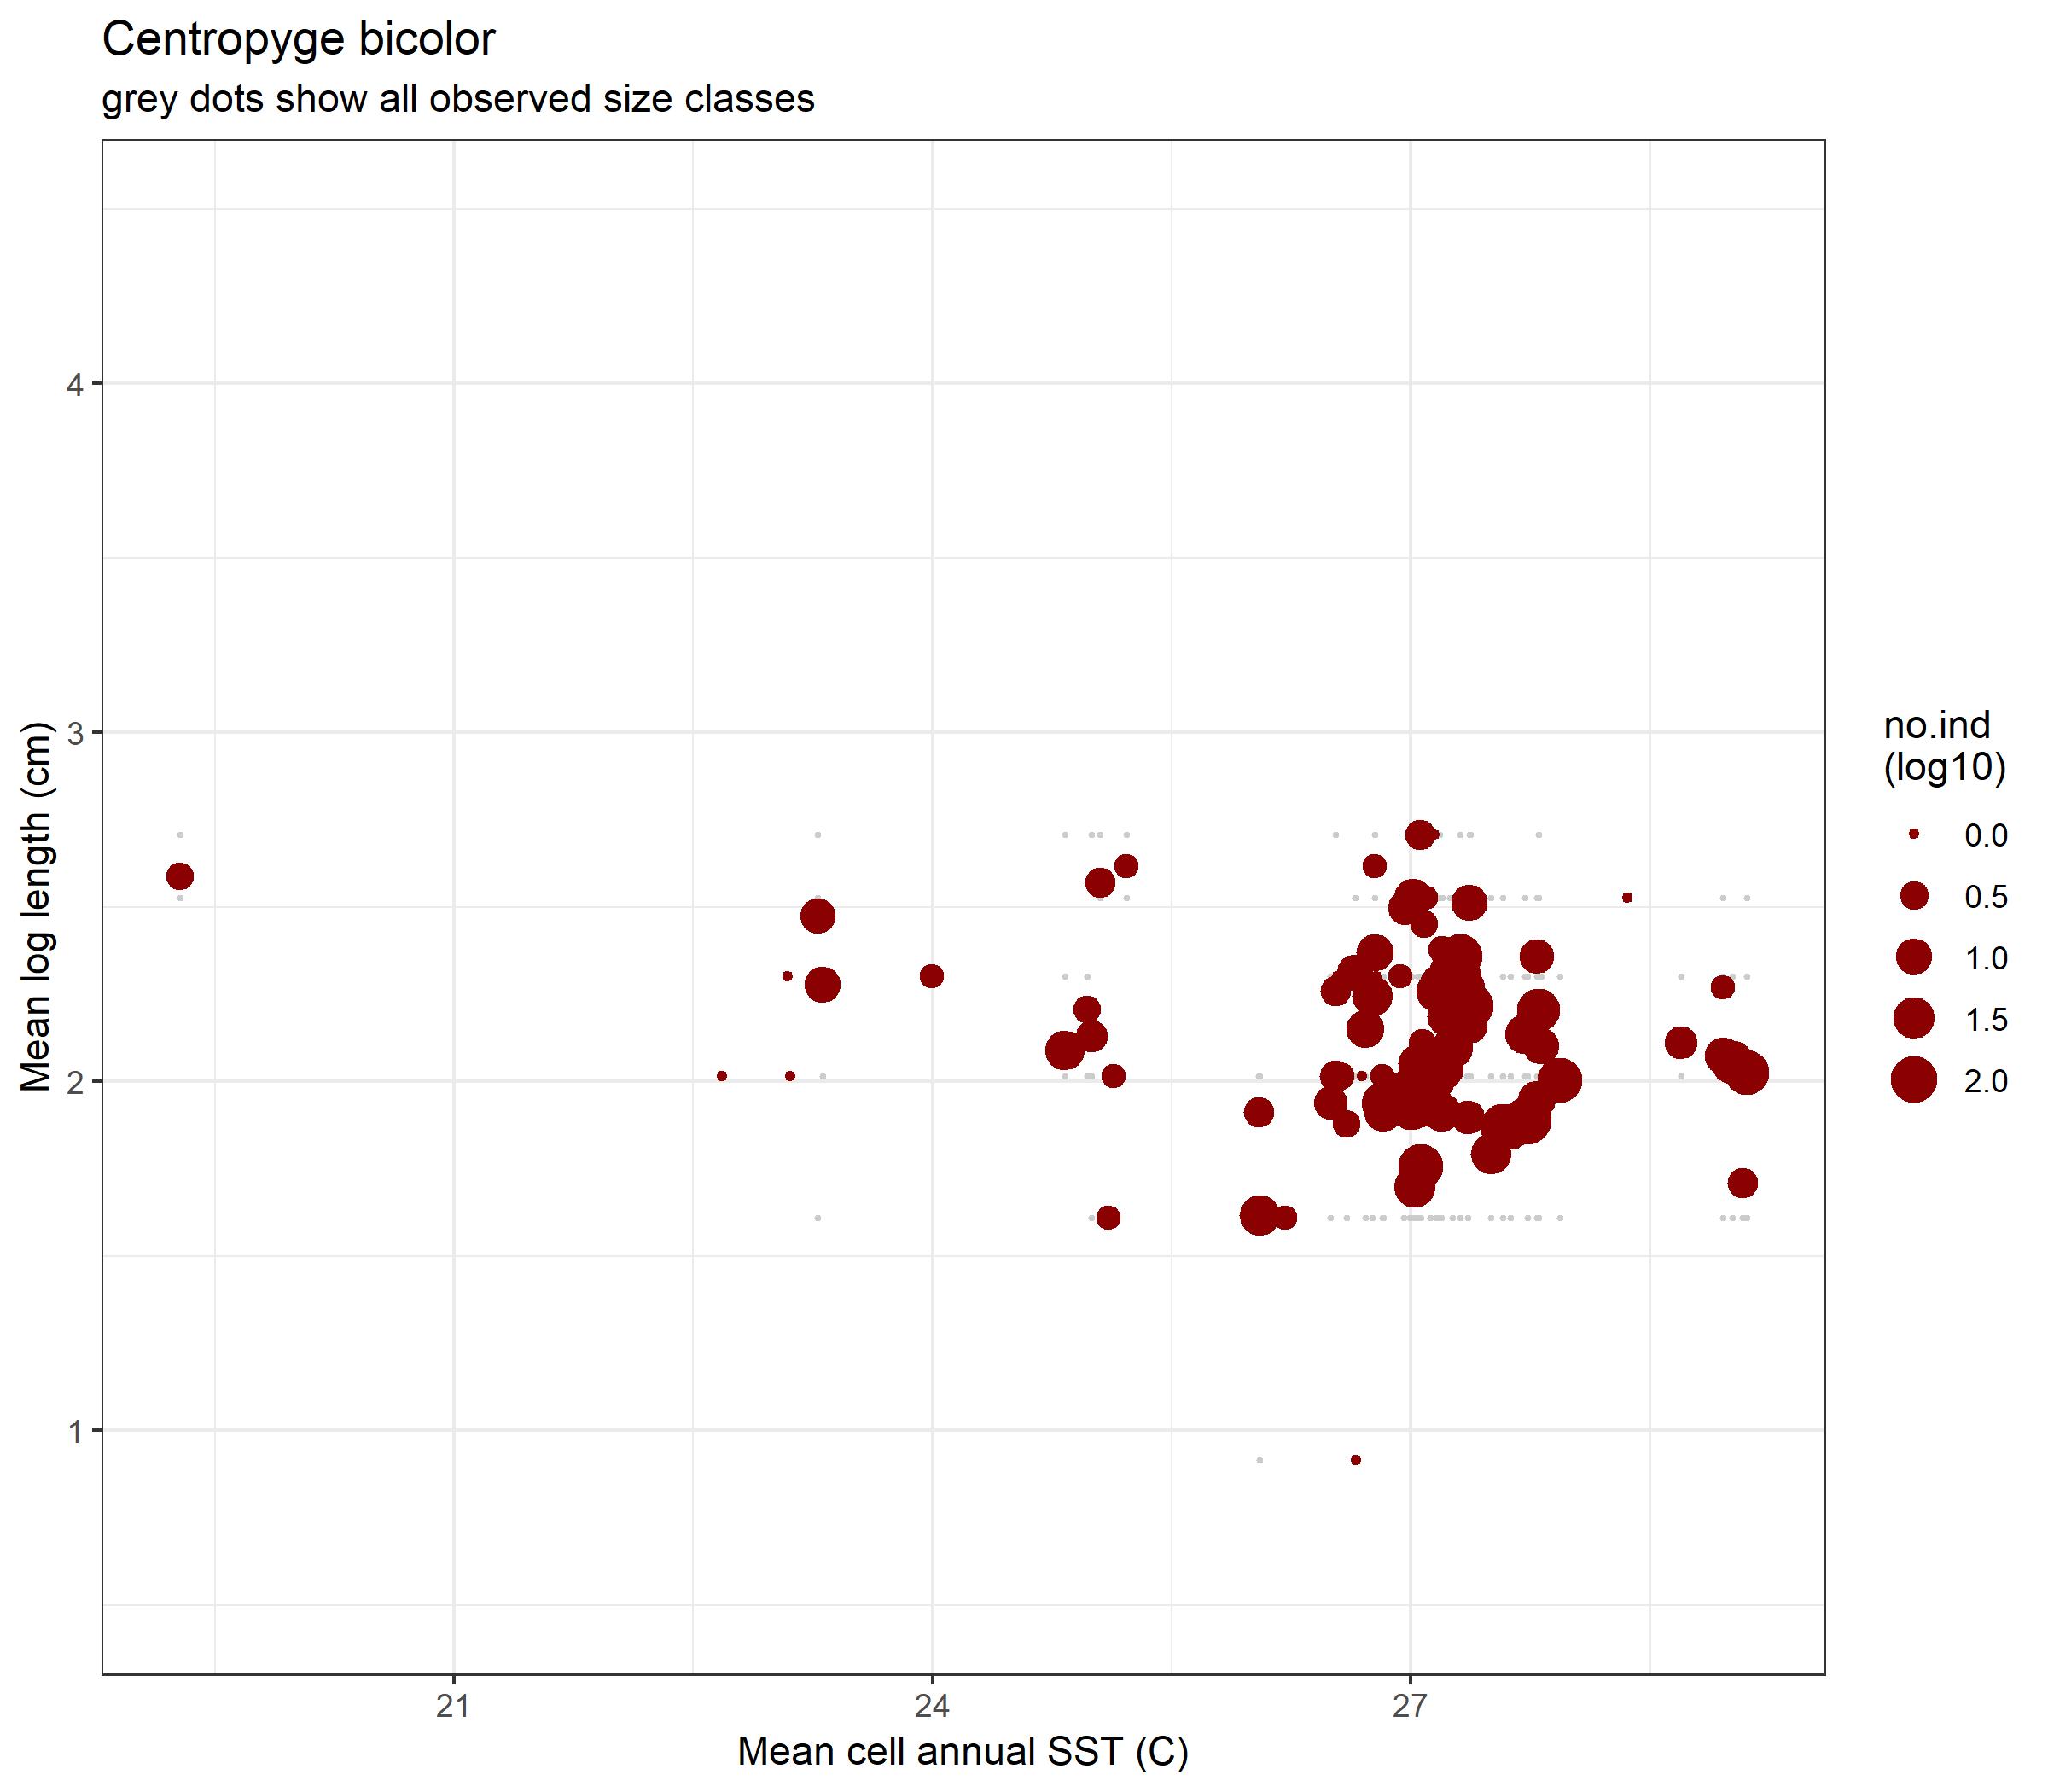 Centropyge bicolor
grey dots show all observed size classes
4
3
2
1
Mean log length (cm)
21
24
27
Mean cell annual SST (C)
no.ind
(log10)
0.0
0.5
1.0
1.5
2.0